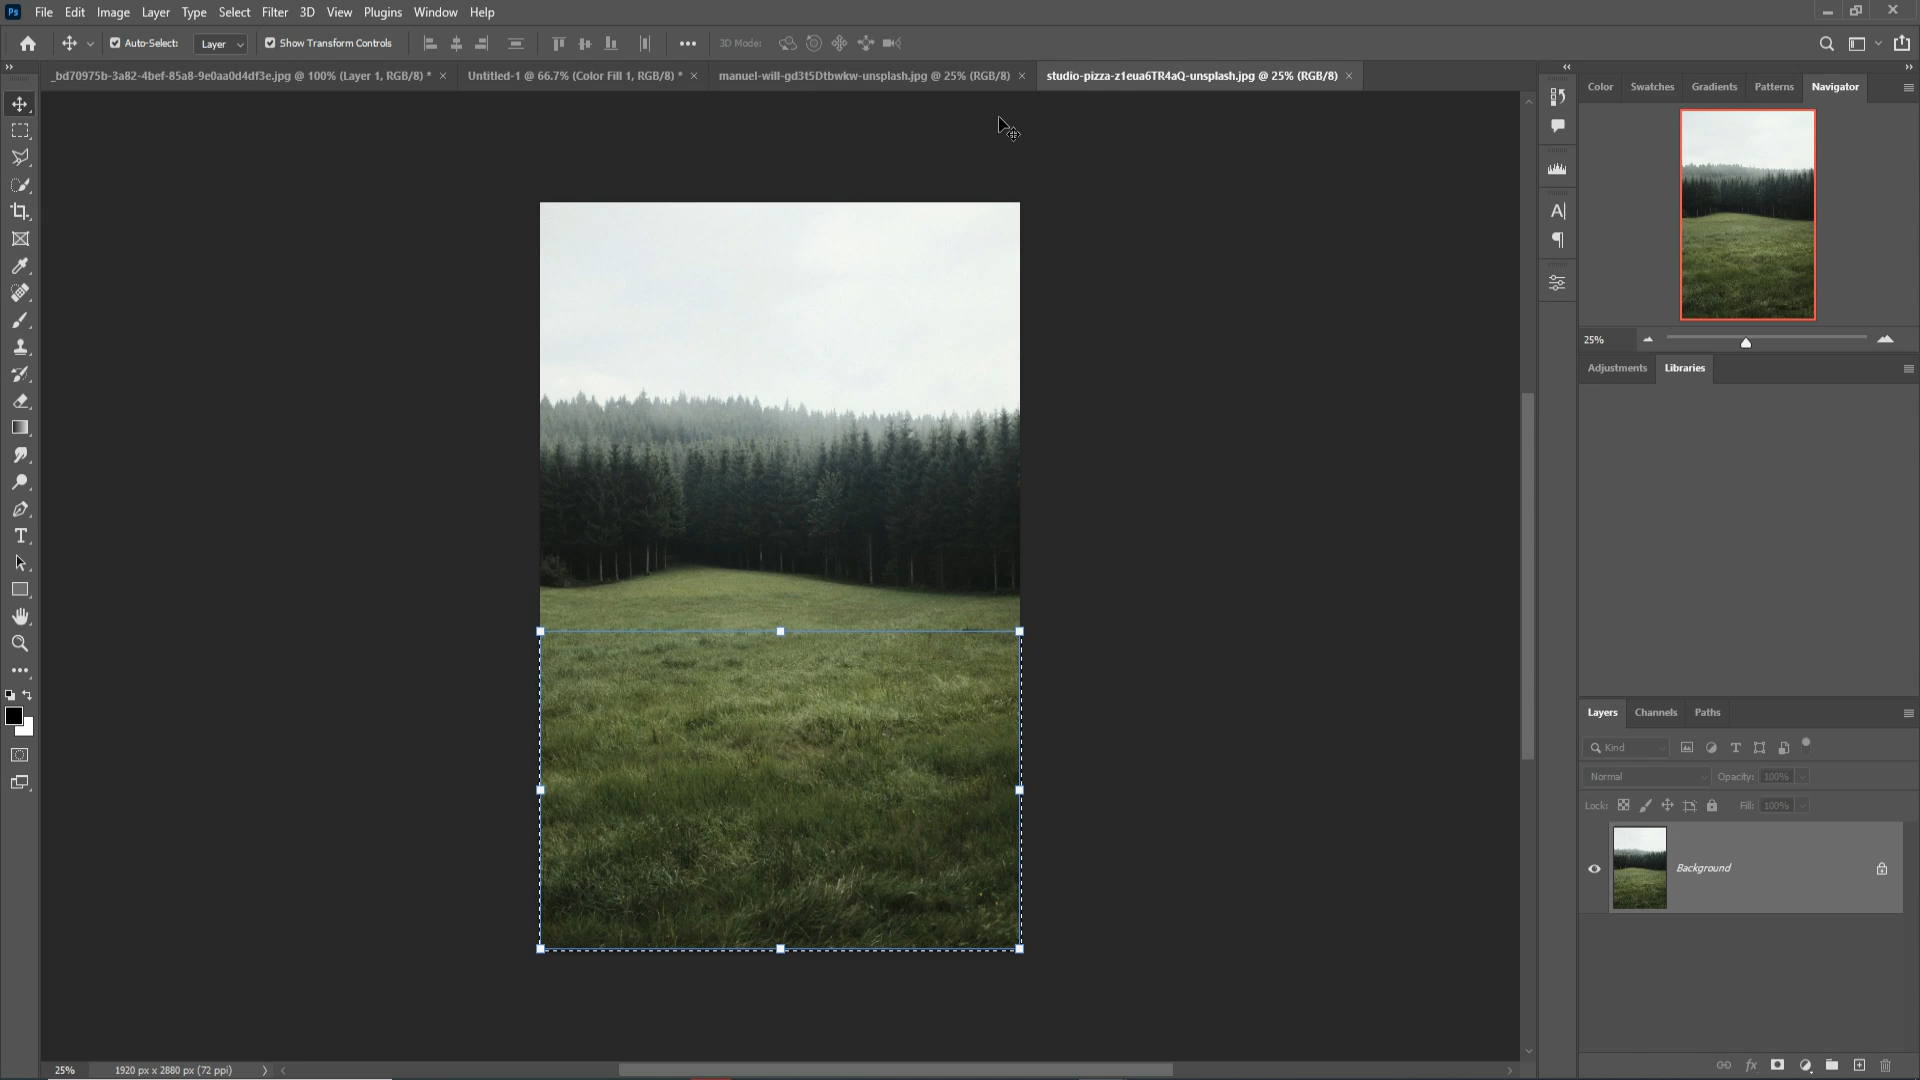 Ps File Edit Image Layer Type Select Filter 3D View Plugins Window Help
Auto-Select: Layer Show Transform Controls 3D Mode:
_bd70975b-3a82-4bef-85a8-9e0aa0d4df3e.jpg @ 100% (Layer 1, RGB/8) * Untitled-1 @ 66.7% (Color Fill 1, RGB/8) * manuel-will-gd3t5Dtbwkw-unsplash.jpg @ 25% (RGB/8) studio-pizza-z1eua6TR4aQ-unsplash.jpg @ 25% (RGB/8)
Color Swatches Gradients Patterns Navigator
25%
Adjustments Libraries
Layers Channels Paths
Kind
Normal Opacity: 100%
Lock: Fill: 100%
Background
25% 1920 px x 2880 px (72 ppi)